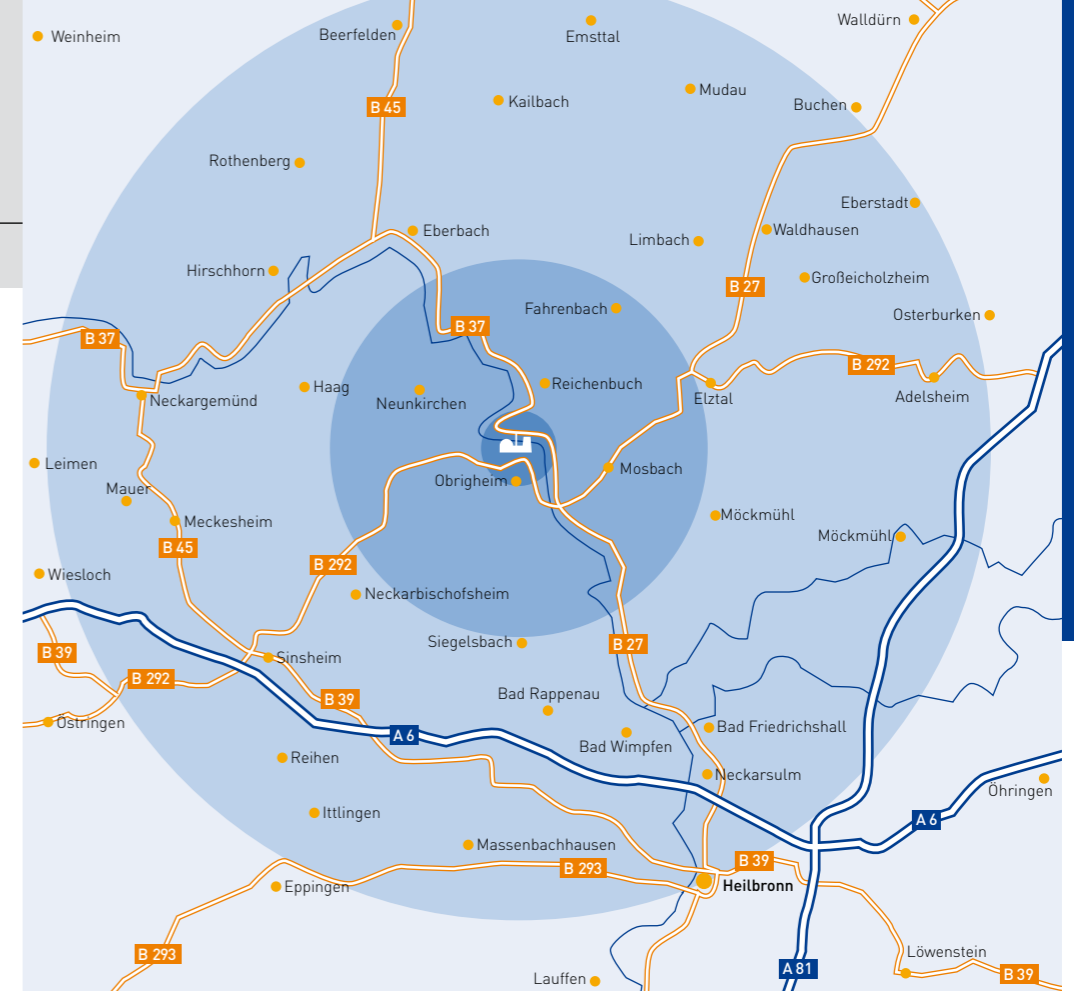 Walldürn
Beerfelden
Emsttal
Weinheim
Mudau
Kailbach
Buchen
B 45
Rothenberg
Eberstadt
Eberbach
Waldhausen
Limbach
Hirschhorn
Großeicholzheim
B 27
Fahrenbach
Osterburken
B 37
B 37
B 292
Reichenbuch
Haag
Elztal
Adelsheim
Neckargemünd
Neunkirchen
Leimen
Mosbach
Obrigheim
Mauer
Möckmühl
Meckesheim
Möckmühl
B 45
B 292
Wiesloch
Neckarbischofsheim
Siegelsbach
B 27
B 39
Sinsheim
B 292
Bad Rappenau
B 39
Östringen
Bad Friedrichshall
A 6
Bad Wimpfen
Reihen
Neckarsulm
Öhringen
Ittlingen
A 6
Massenbachhausen
B 39
B 293
Heilbronn
Eppingen
B 293
Löwenstein
A 81
B 39
Lauffen